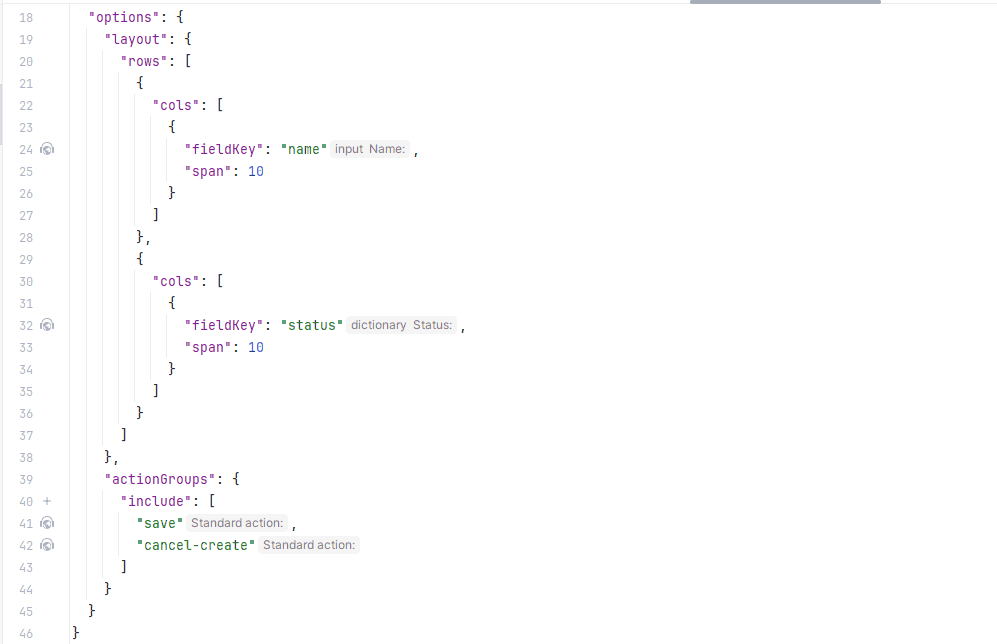 18 "options": {
19 "layout": {
20 "rows": [
21 {
22 "cols": [
23 {
24 "fieldKey": "name" input Name: ,
25 "span": 10
26 }
27 ]
28 },
29 {
30 "cols": [
31 {
32 "fieldKey": "status" dictionary Status: ,
33 "span": 10
34 }
35 ]
36 }
37 ]
38 },
39 "actionGroups": {
40 + "include": [
41 "save" Standard action: ,
42 "cancel-create" Standard action:
43 ]
44 }
45 }
46 }